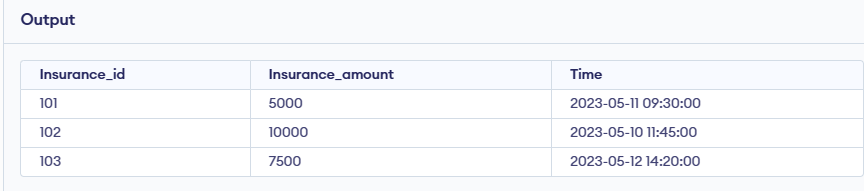 Output
Insurance_id Insurance_amount Time
101 5000 2023-05-11 09:30:00
102 10000 2023-05-10 11:45:00
103 7500 2023-05-12 14:20:00